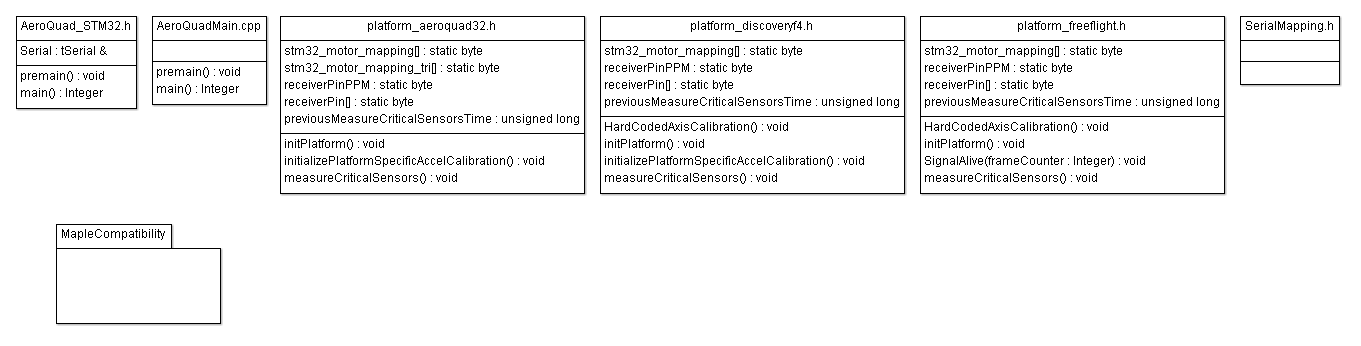 AeroQuad_STM32.h
Serial : tSerial &
premain() : void
main() : Integer
AeroQuadMain.cpp
premain() : void
main() : Integer
platform_aeroquad32.h
stm32_motor_mapping[] : static byte
stm32_motor_mapping_tri[] : static byte
receiverPinPPM : static byte
receiverPin[] : static byte
previousMeasureCriticalSensorsTime : unsigned long
initPlatform() : void
initializePlatformSpecificAccelCalibration() : void
measureCriticalSensors() : void
platform_discoveryf4.h
stm32_motor_mapping[] : static byte
receiverPinPPM : static byte
receiverPin[] : static byte
previousMeasureCriticalSensorsTime : unsigned long
HardCodedAxisCalibration() : void
initPlatform() : void
initializePlatformSpecificAccelCalibration() : void
measureCriticalSensors() : void
platform_freeflight.h
stm32_motor_mapping[] : static byte
receiverPinPPM : static byte
receiverPin[] : static byte
previousMeasureCriticalSensorsTime : unsigned long
HardCodedAxisCalibration() : void
initPlatform() : void
SignalAlive(frameCounter : Integer) : void
measureCriticalSensors() : void
SerialMapping.h
MapleCompatibility